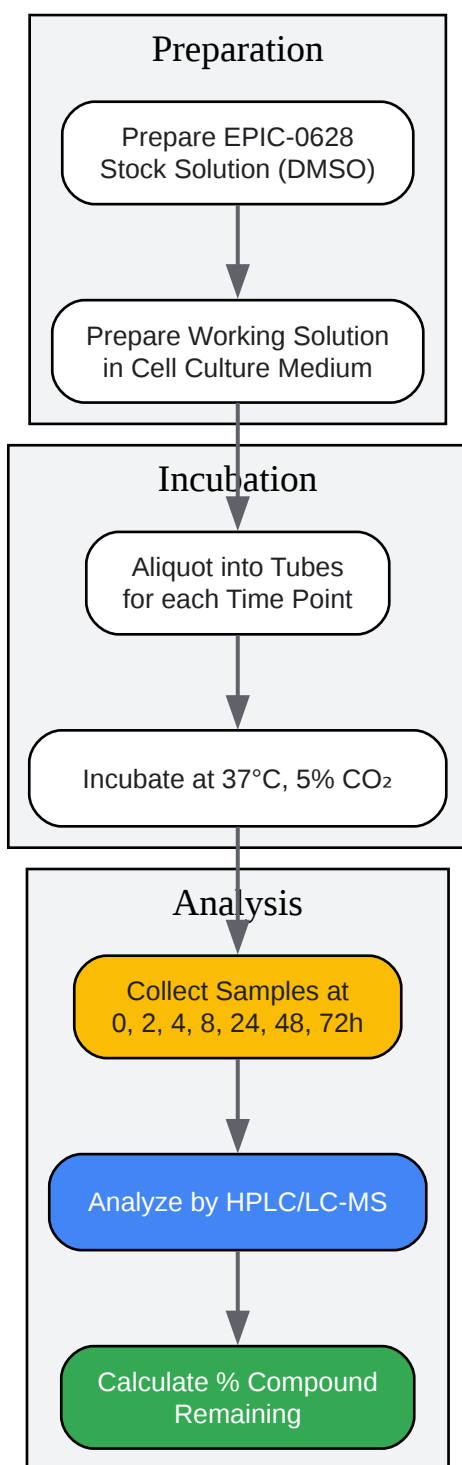 Preparation
Prepare EPIC-0628
Stock Solution (DMSO)
Prepare Working Solution
in Cell Culture Medium
Incubation
Aliquot into Tubes
for each Time Point
Incubate at 37°C, 5% CO₂
Analysis
Collect Samples at
0, 2, 4, 8, 24, 48, 72h
Analyze by HPLC/LC-MS
Calculate % Compound
Remaining